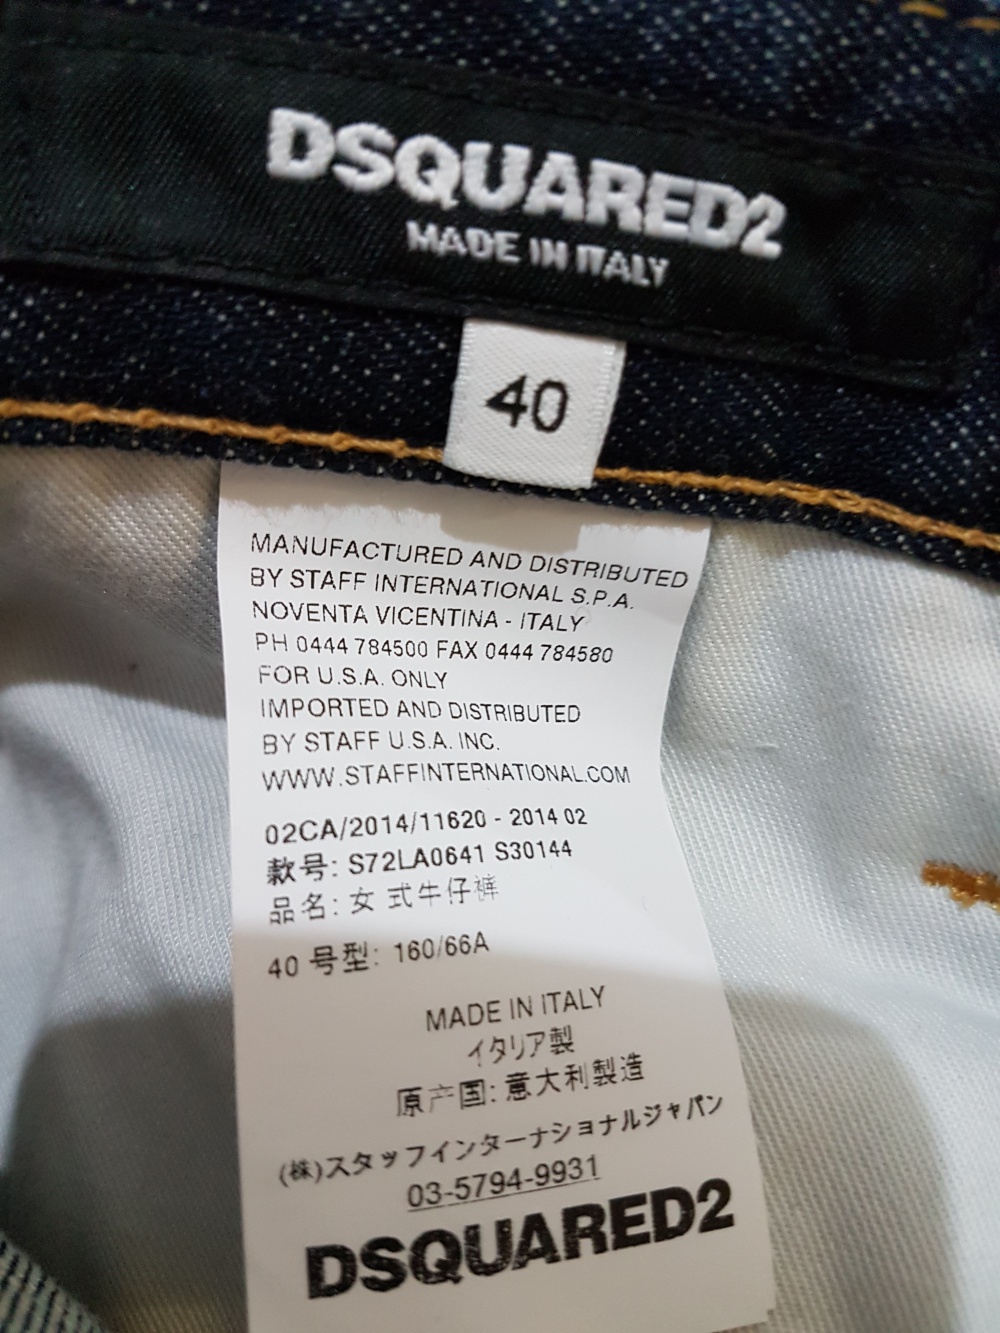 DSQUARED2
MADE IN ITALY
40
MANUFACTURED AND DISTRIBUTED
BY STAFF INTERNATIONAL S.P.A.
NOVENTA VICENTINA - ITALY
PH 0444 784500 FAX 0444 784580
FOR U.S.A. ONLY
IMPORTED AND DISTRIBUTED
BY STAFF U.S.A. INC.
WWW.STAFFINTERNATIONAL.COM
02CA/2014/11620 - 2014 02
款号: S72LA0641 S30144
品名: 女 式牛仔裤
40 号型: 160/66A
MADE IN ITALY
イタリア製
原产国: 意大利製造
(株)スタッフインターナショナルジャパン
03-5794-9931
DSQUARED2